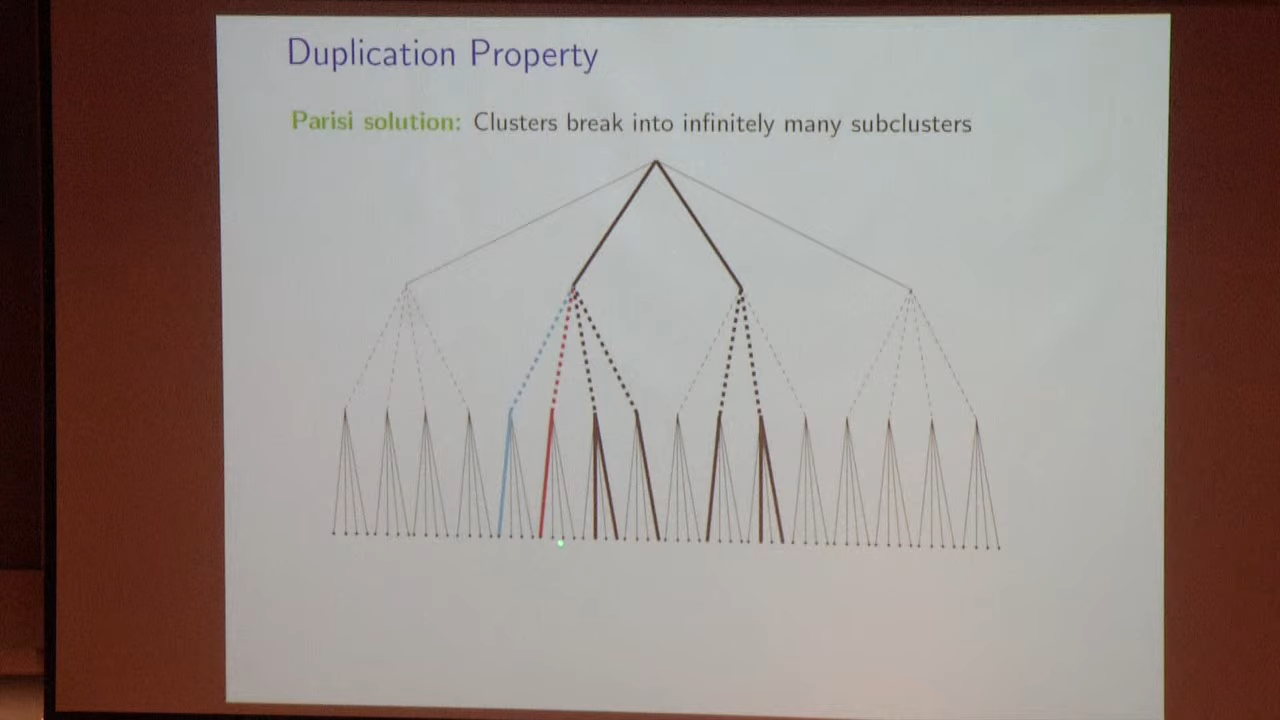 Duplication Property
Parisi solution: Clusters break into infinitely many subclusters